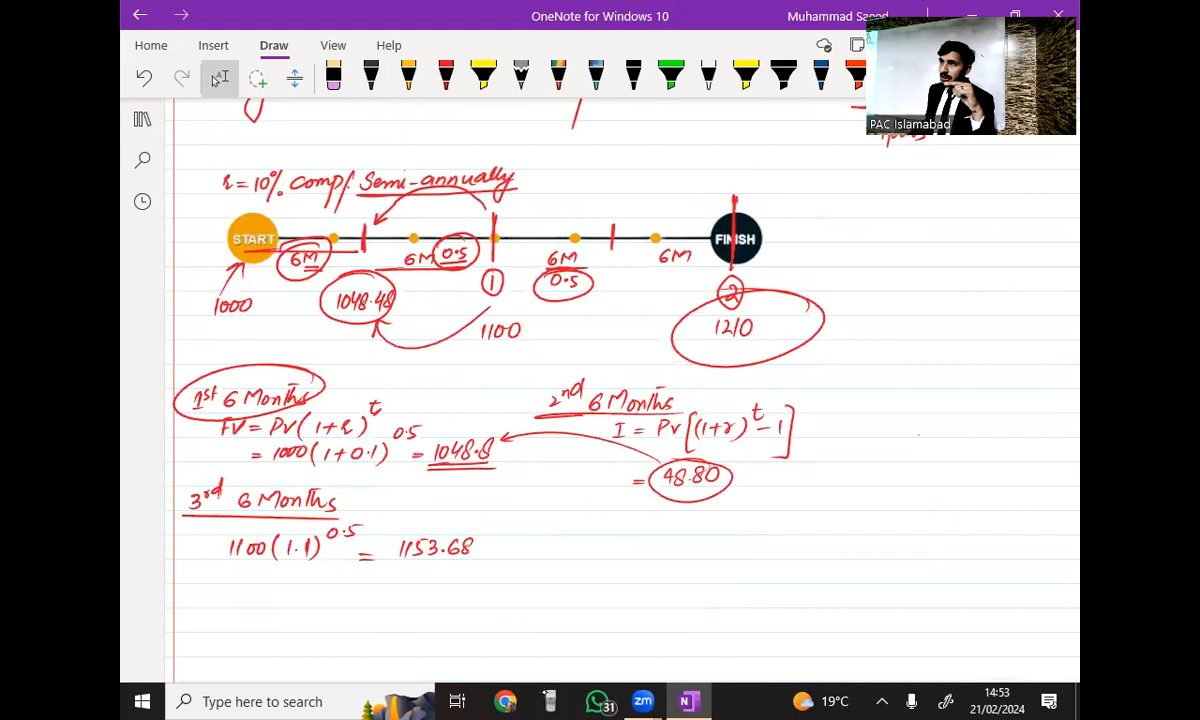 OneNote for Windows 10
Muhammad Saeed
Home Insert Draw View Help
PAC Islamabad
r = 10% Comp/. Semi-annually
START FINISH
6M 6M 0.5 6M 6M
1 0.5 2
1000 1048.48 1100 1210
1st 6 Months
FV = PV(1+r)^t
= 1000(1+0.1)^0.5 = 1048.8
2nd 6 Months
I = PV[(1+r)^t - 1]
= 48.80
3rd 6 Months
1100(1.1)^0.5 = 1153.68
Type here to search
31
zm
N
19°C
14:53
21/02/2024